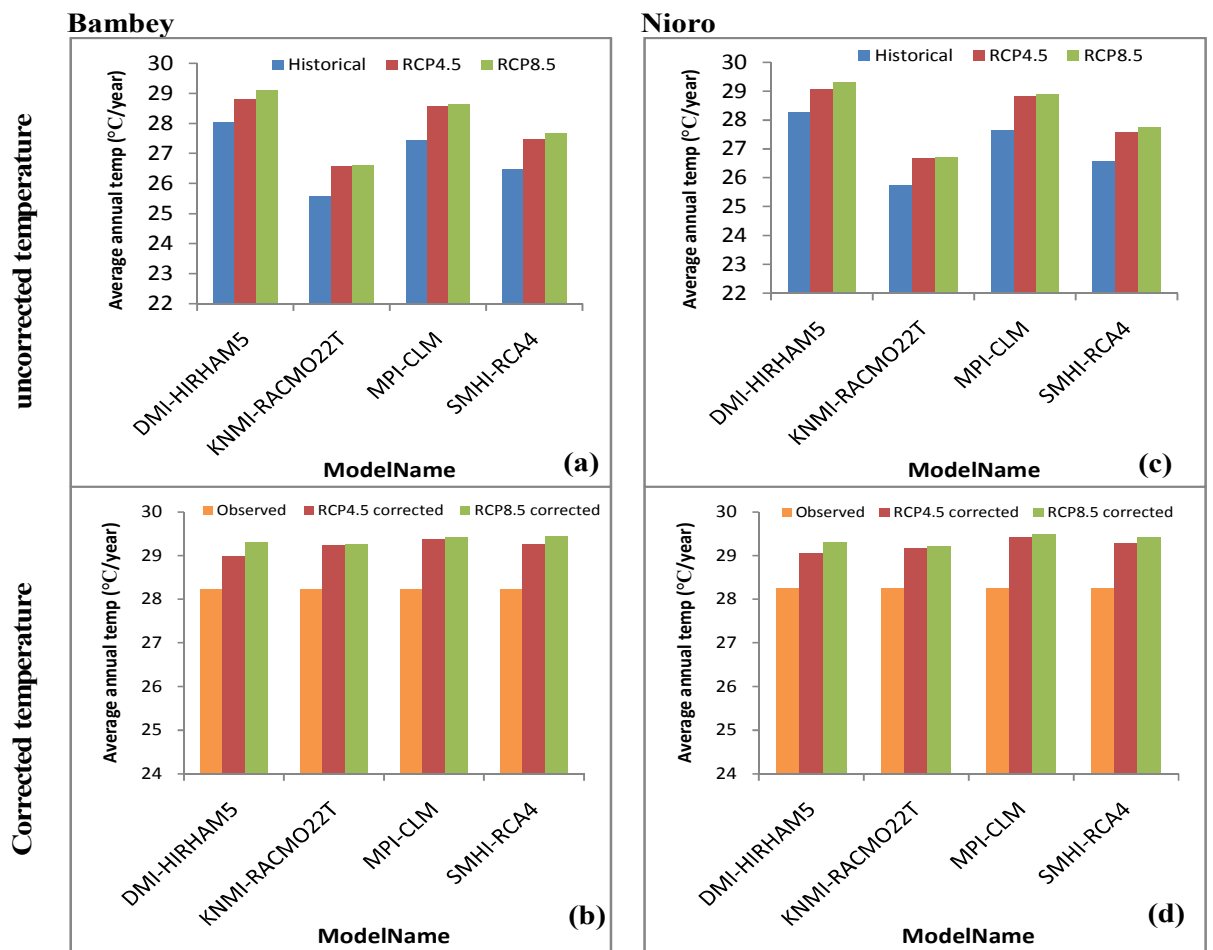 Bambey
Nioro
uncorrected temperature
Corrected temperature
Historical RCP4.5 RCP8.5
Average annual temp (°C/year)
30
29
28
27
26
25
24
23
22
DMI-HIRHAM5
KNMI-RACMO22T
MPI-CLM
SMHI-RCA4
ModelName
(a)
Historical RCP4.5 RCP8.5
Average annual temp (°C/year)
30
29
28
27
26
25
24
23
22
DMI-HIRHAM5
KNMI-RACMO22T
MPI-CLM
SMHI-RCA4
ModelName
(c)
Observed RCP4.5 corrected RCP8.5 corrected
Average annual temp (°C/year)
30
29
28
27
26
25
24
DMI-HIRHAM5
KNMI-RACMO22T
MPI-CLM
SMHI-RCA4
ModelName
(b)
Observed RCP4.5 corrected RCP8.5 corrected
Average annual temp (°C/year)
30
29
28
27
26
25
24
DMI-HIRHAM5
KNMI-RACMO22T
MPI-CLM
SMHI-RCA4
ModelName
(d)